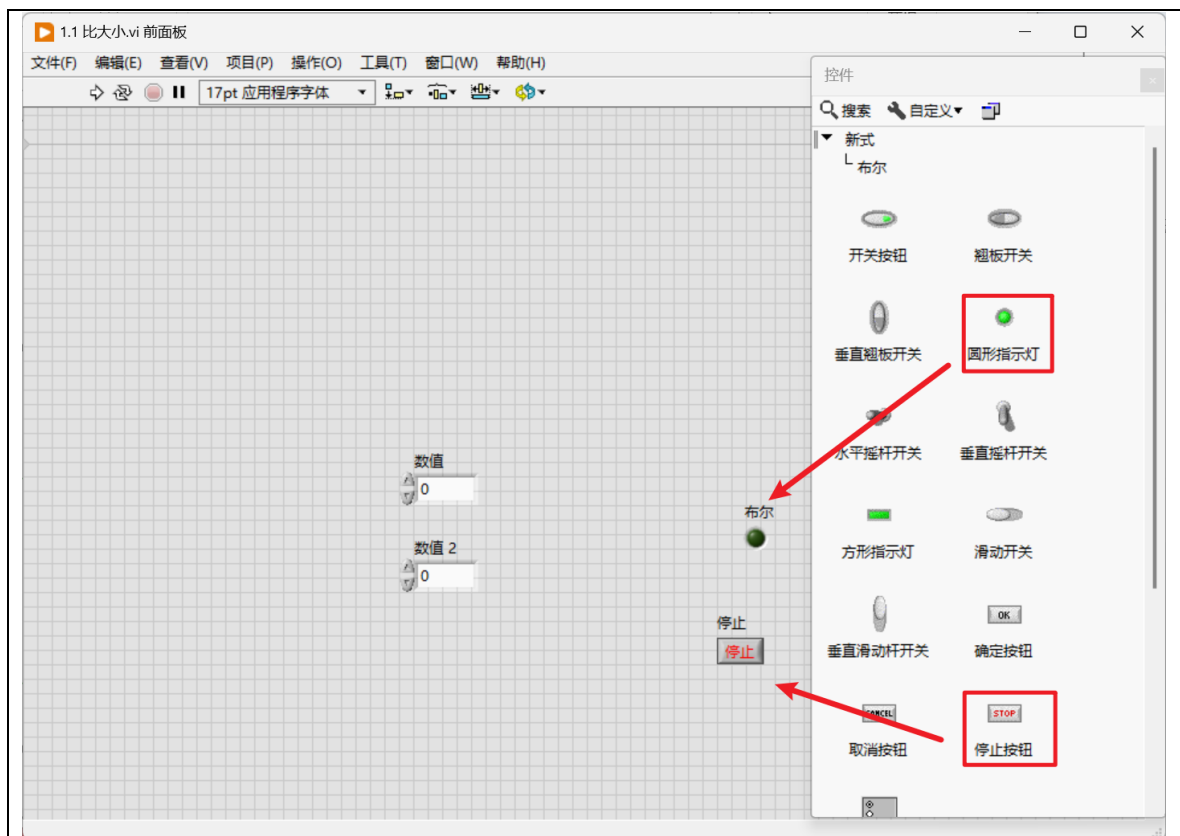 1.1 比大小.vi 前面板
文件(F) 编辑(E) 查看(V) 项目(P) 操作(O) 工具(T) 窗口(W) 帮助(H)
17pt 应用程序字体
控件
搜索 自定义
新式
布尔
开关按钮 翘板开关
垂直翘板开关 圆形指示灯
水平摇杆开关 垂直摇杆开关
数值
0
布尔
方形指示灯 滑动开关
数值 2
0
OK
停止
垂直滑动杆开关 确定按钮
停止
CANCEL STOP
取消按钮 停止按钮